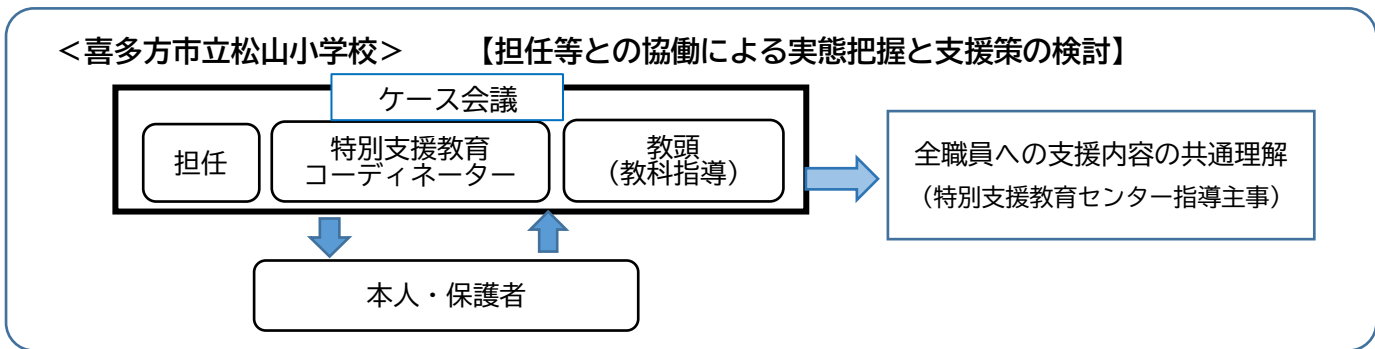 ＜喜多方市立松山小学校＞　【担任等との協働による実態把握と支援策の検討】
ケース会議
担任
特別支援教育
コーディネーター
教頭
（教科指導）
全職員への支援内容の共通理解
（特別支援教育センター指導主事）
本人・保護者